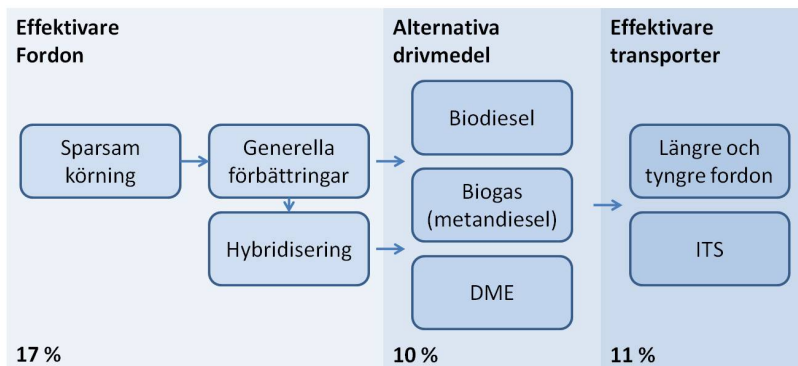 Effektivare
Fordon
Sparsam
körning
Generella
förbättringar
Hybridisering
17 %
Alternativa
drivmedel
Biodiesel
Biogas
(metandiesel)
DME
10 %
Effektivare
transporter
Längre och
tyngre fordon
ITS
11 %